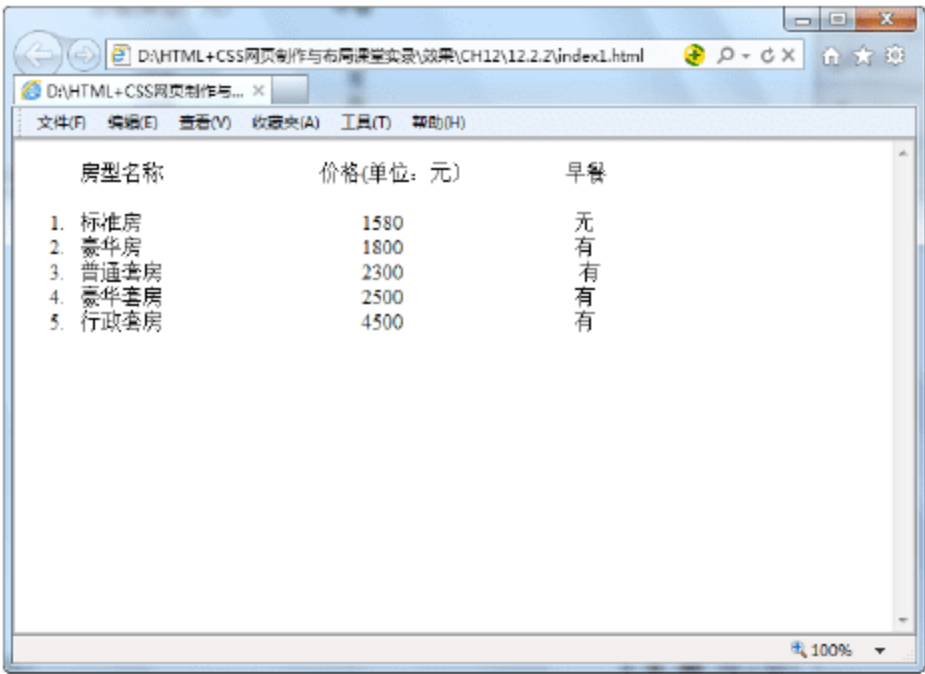 D:\HTML+CSS网页制作与布局课堂实录\效果\CH12\12.2.2\index1.html
D:\HTML+CSS网页制作与...
文件(F) 编辑(E) 查看(V) 收藏夹(A) 工具(T) 帮助(H)
房型名称 价格(单位：元） 早餐
1. 标准房 1580 无
2. 豪华房 1800 有
3. 普通套房 2300 有
4. 豪华套房 2500 有
5. 行政套房 4500 有
100%